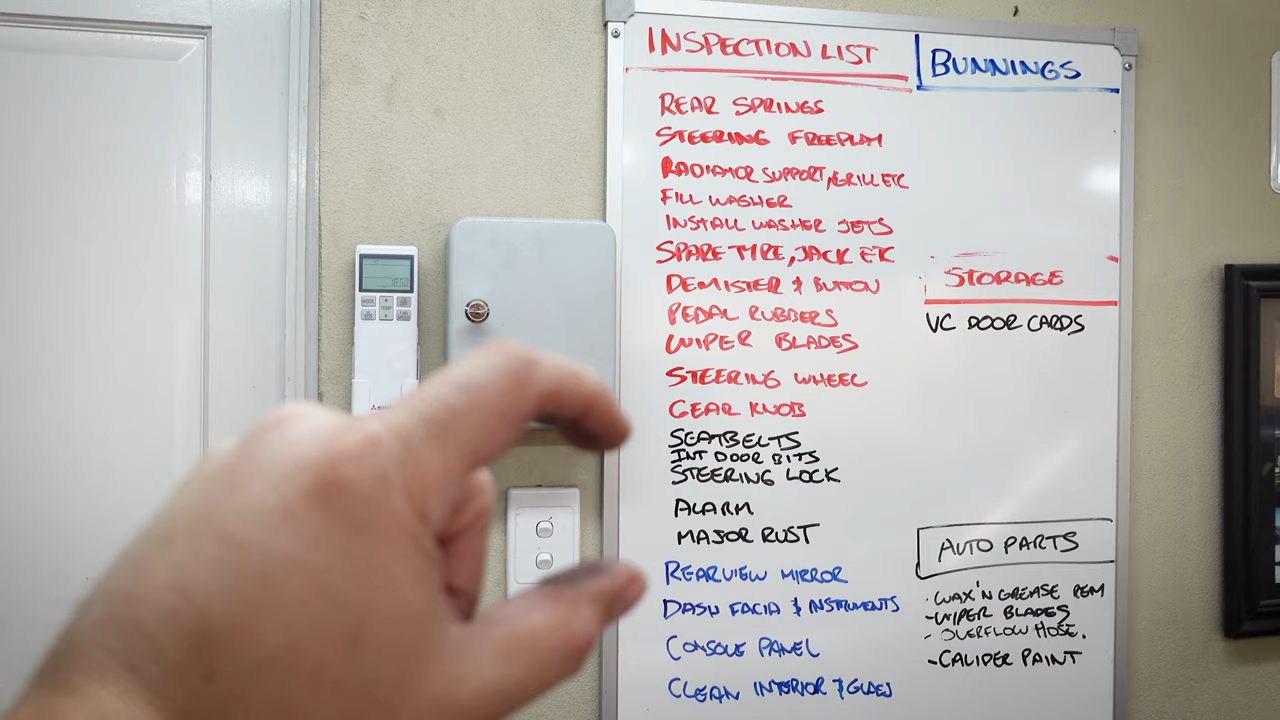 INSPECTION LIST
REAR SPRINGS
STEERING FREEPLAY
RADIATOR SUPPORT, GRILL ETC
FILL WASHER
INSTALL WASHER JETS
SPARE TYRE, JACK ETC
DEMISTER & BUTTON
PEDAL RUBBERS
WIPER BLADES
STEERING WHEEL
GEAR KNOB
SEATBELTS
INT DOOR BITS
STEERING LOCK
ALARM
MAJOR RUST
REARVIEW MIRROR
DASH FACIA & INSTRUMENTS
CONSOLE PANEL
CLEAN INTERIOR & GLASS
BUNNINGS
STORAGE
VC DOOR CARDS
AUTO PARTS
· WAX 'N GREASE REM
- WIPER BLADES
- OVERFLOW HOSE.
- CALIPER PAINT
MODE
TEMP